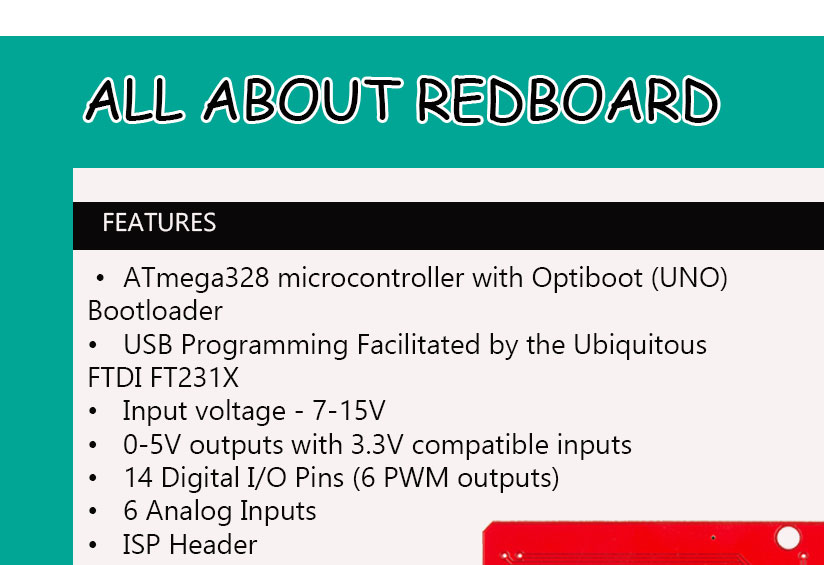 ALL ABOUT REDBOARD
FEATURES
• ATmega328 microcontroller with Optiboot (UNO)
Bootloader
• USB Programming Facilitated by the Ubiquitous
FTDI FT231X
• Input voltage - 7-15V
• 0-5V outputs with 3.3V compatible inputs
• 14 Digital I/O Pins (6 PWM outputs)
• 6 Analog Inputs
• ISP Header